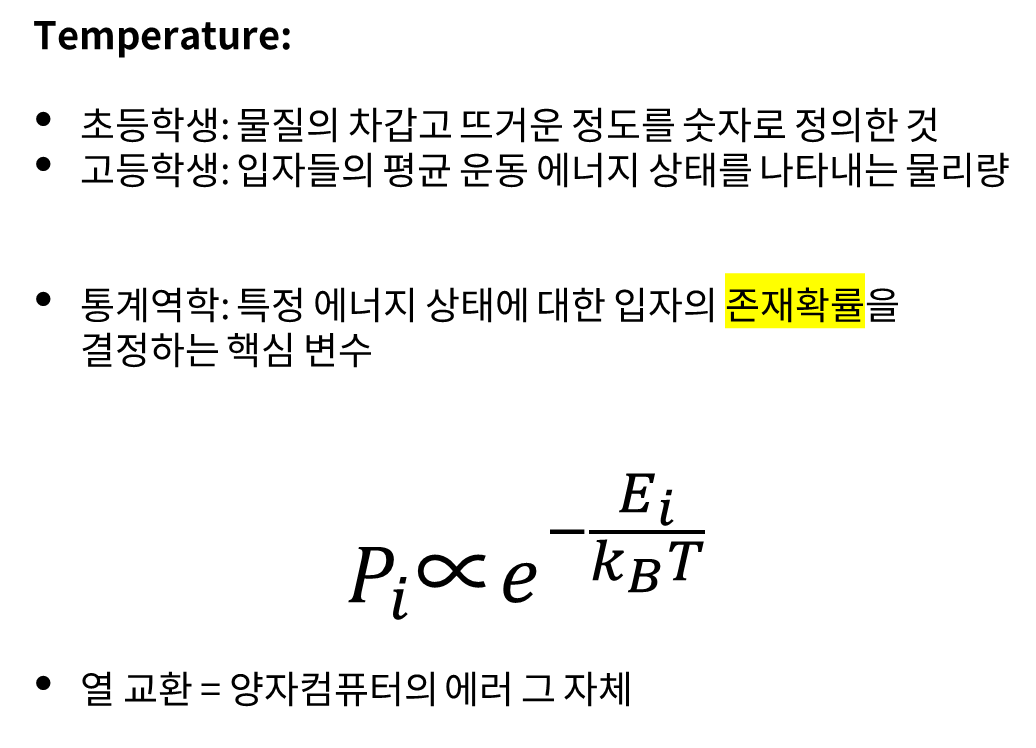 Temperature:
• 초등학생: 물질의 차갑고 뜨거운 정도를 숫자로 정의한 것
• 고등학생: 입자들의 평균 운동 에너지 상태를 나타내는 물리량
• 통계역학: 특정 에너지 상태에 대한 입자의 존재확률을
결정하는 핵심 변수
P_i ∝ e^{-\frac{E_i}{k_B T}}
• 열 교환 = 양자컴퓨터의 에러 그 자체